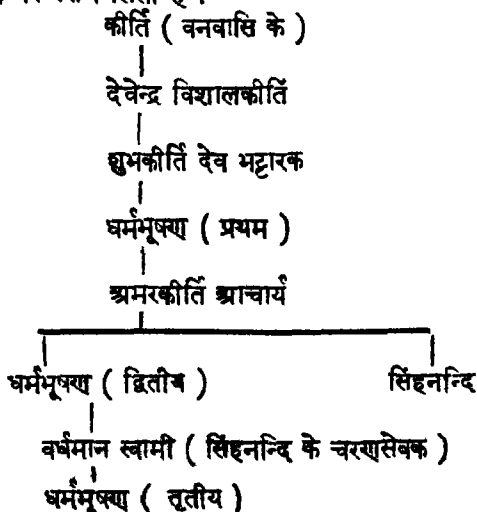 कीर्ति ( वनवासि के )
देवेन्द्र विशालकीर्ति
शुभकीर्ति देव भट्टारक
धर्मभूषण ( प्रथम )
अमरकीर्ति आचार्य
धर्मभूषण ( द्वितीय ) सिंहनन्दि
वर्धमान स्वामी ( सिंहनन्दि के चरणसेवक )
धर्मभूषण ( तृतीय )